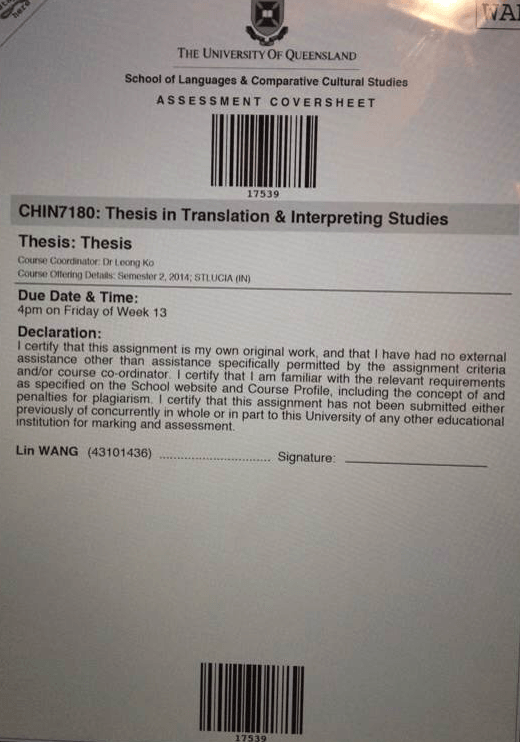 here
WA
THE UNIVERSITY OF QUEENSLAND
School of Languages & Comparative Cultural Studies
ASSESSMENT COVERSHEET
17539
CHIN7180: Thesis in Translation & Interpreting Studies
Thesis: Thesis
Course Coordinator: Dr Leong Ko
Course Offering Details: Semester 2, 2014; STLUCIA (IN)
Due Date & Time:
4pm on Friday of Week 13
Declaration:
I certify that this assignment is my own original work, and that I have had no external
assistance other than assistance specifically permitted by the assignment criteria
and/or course co-ordinator. I certify that I am familiar with the relevant requirements
as specified on the School website and Course Profile, including the concept of and
penalties for plagiarism. I certify that this assignment has not been submitted either
previously of concurrently in whole or in part to this University of any other educational
institution for marking and assessment.
Lin WANG (43101436) .............................. Signature: ____________________
17539